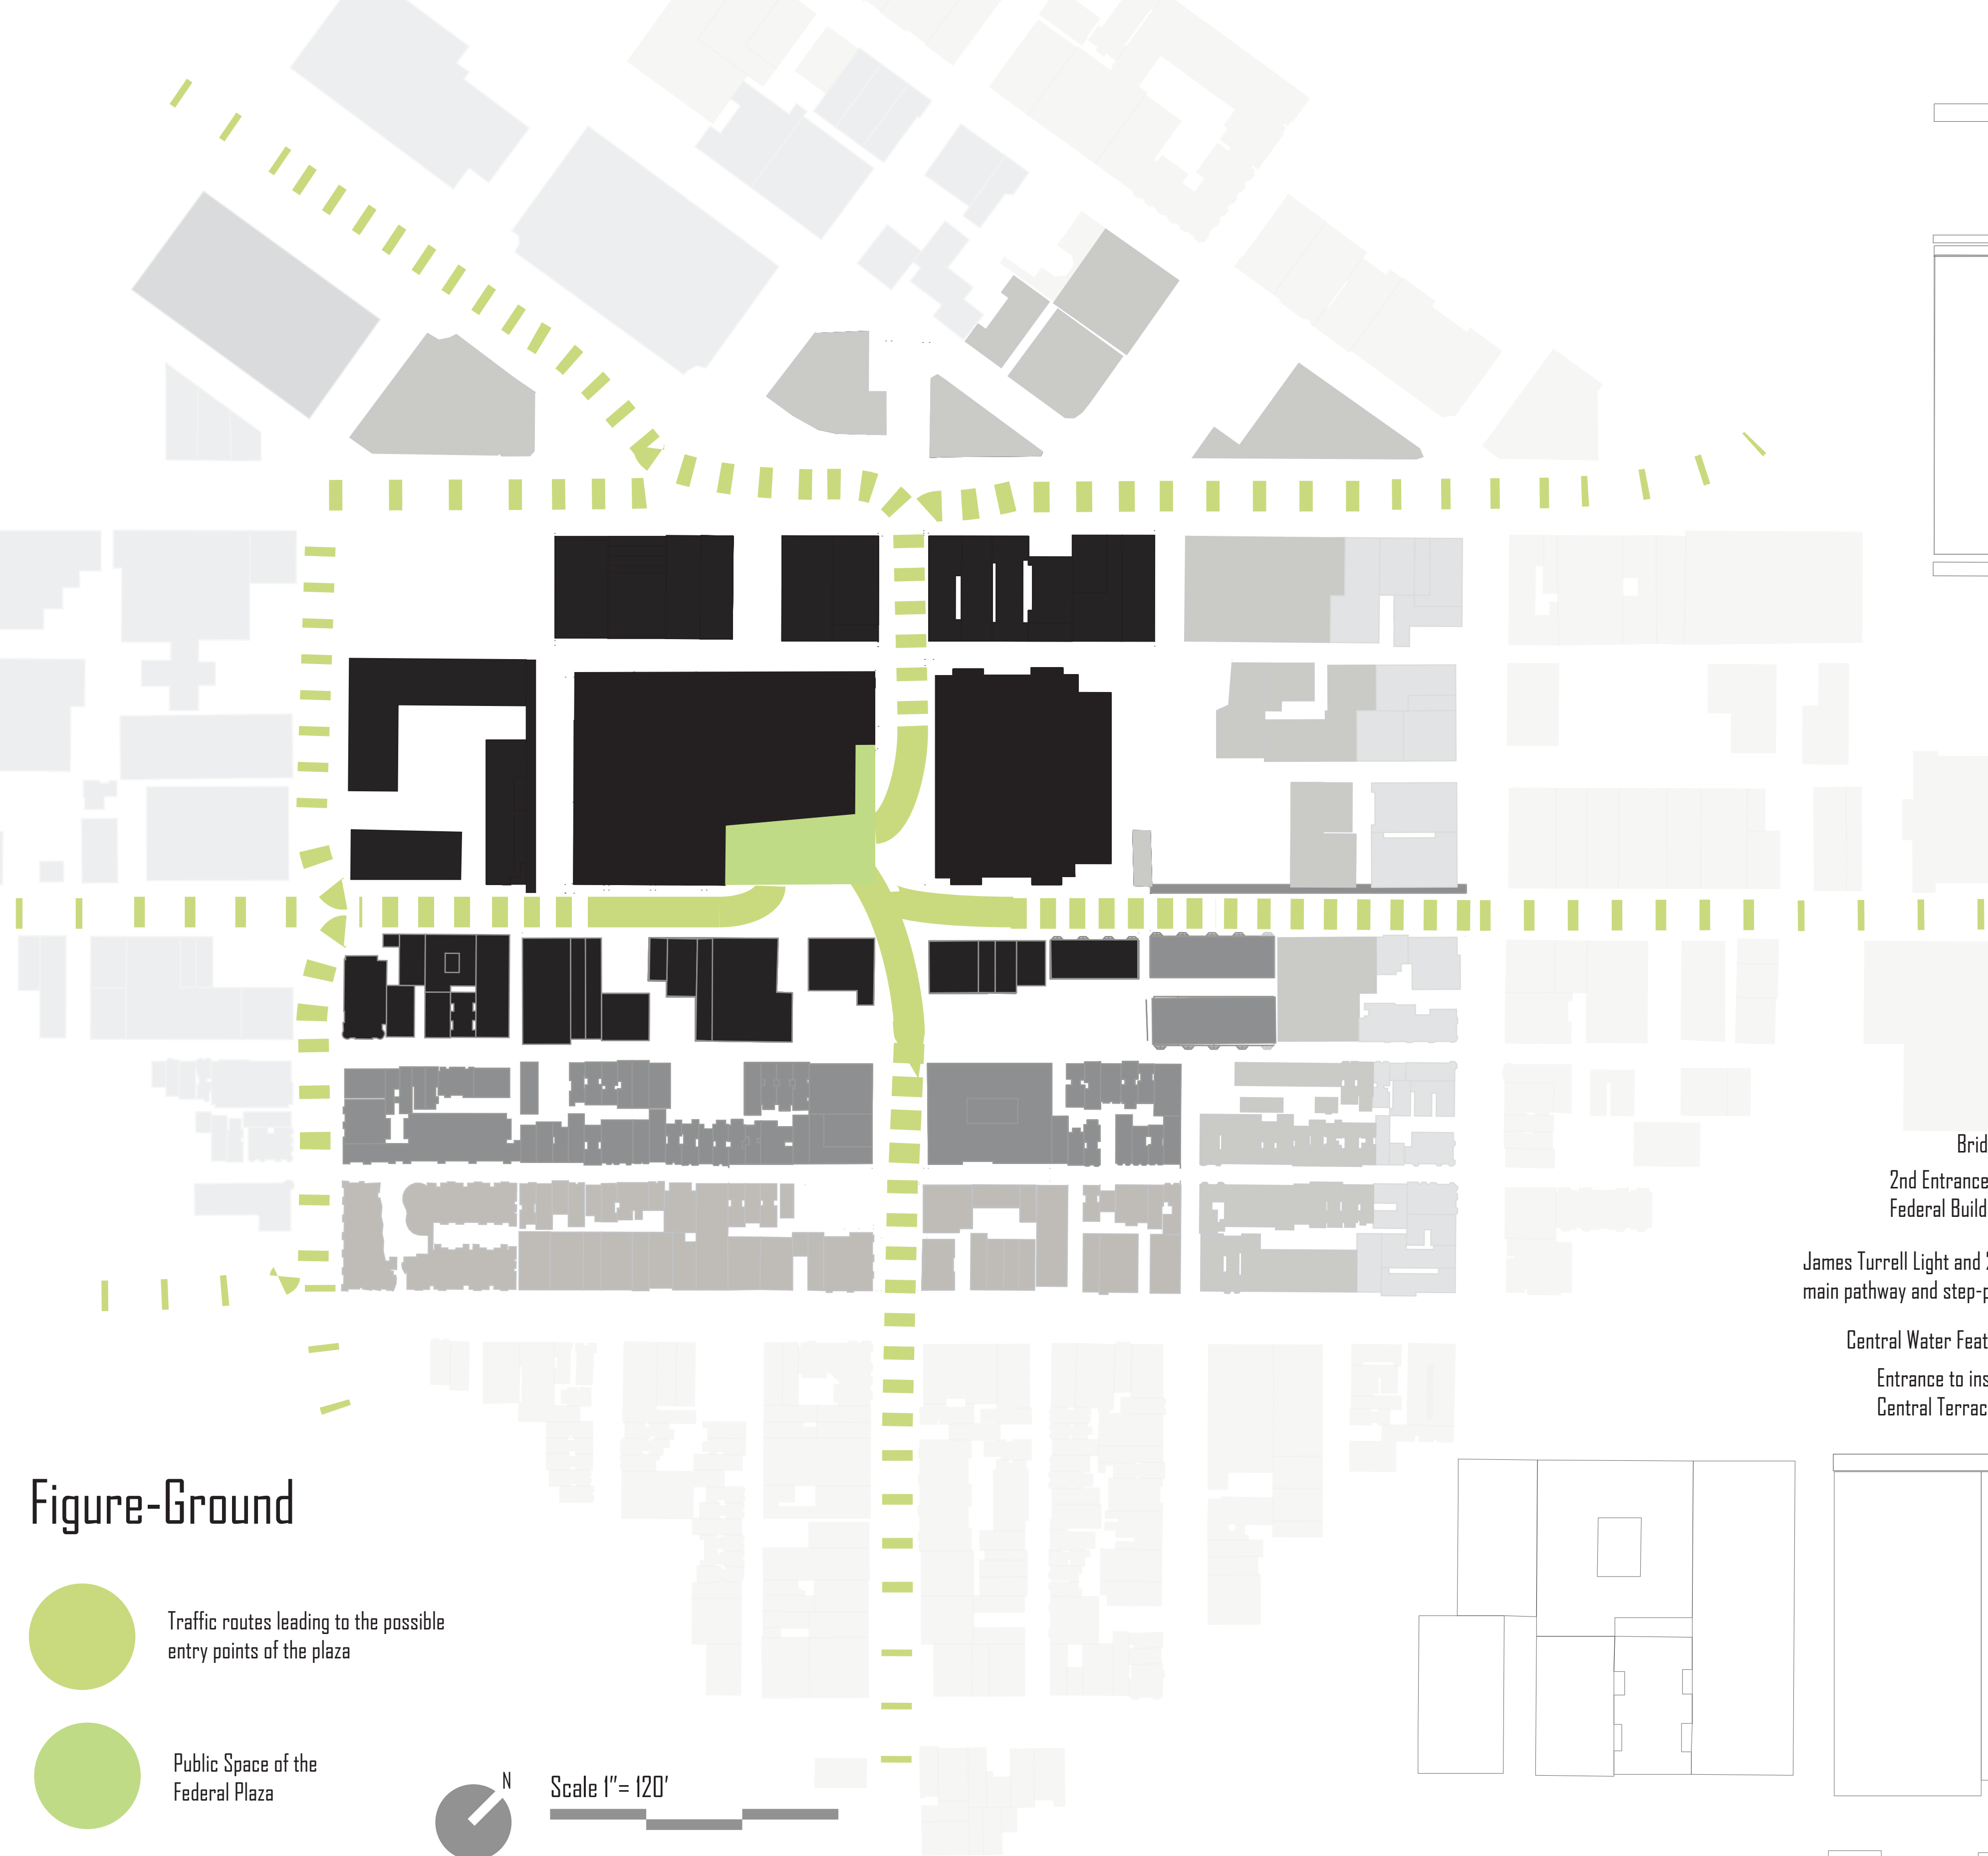 Brid
2nd Entrance
Federal Build
James Turrell Light and
main pathway and step-p
Central Water Feat
Entrance to ins
Central Terrac
Figure-Ground
Traffic routes leading to the possible
entry points of the plaza
Public Space of the
Federal Plaza
N
Scale 1"= 120'